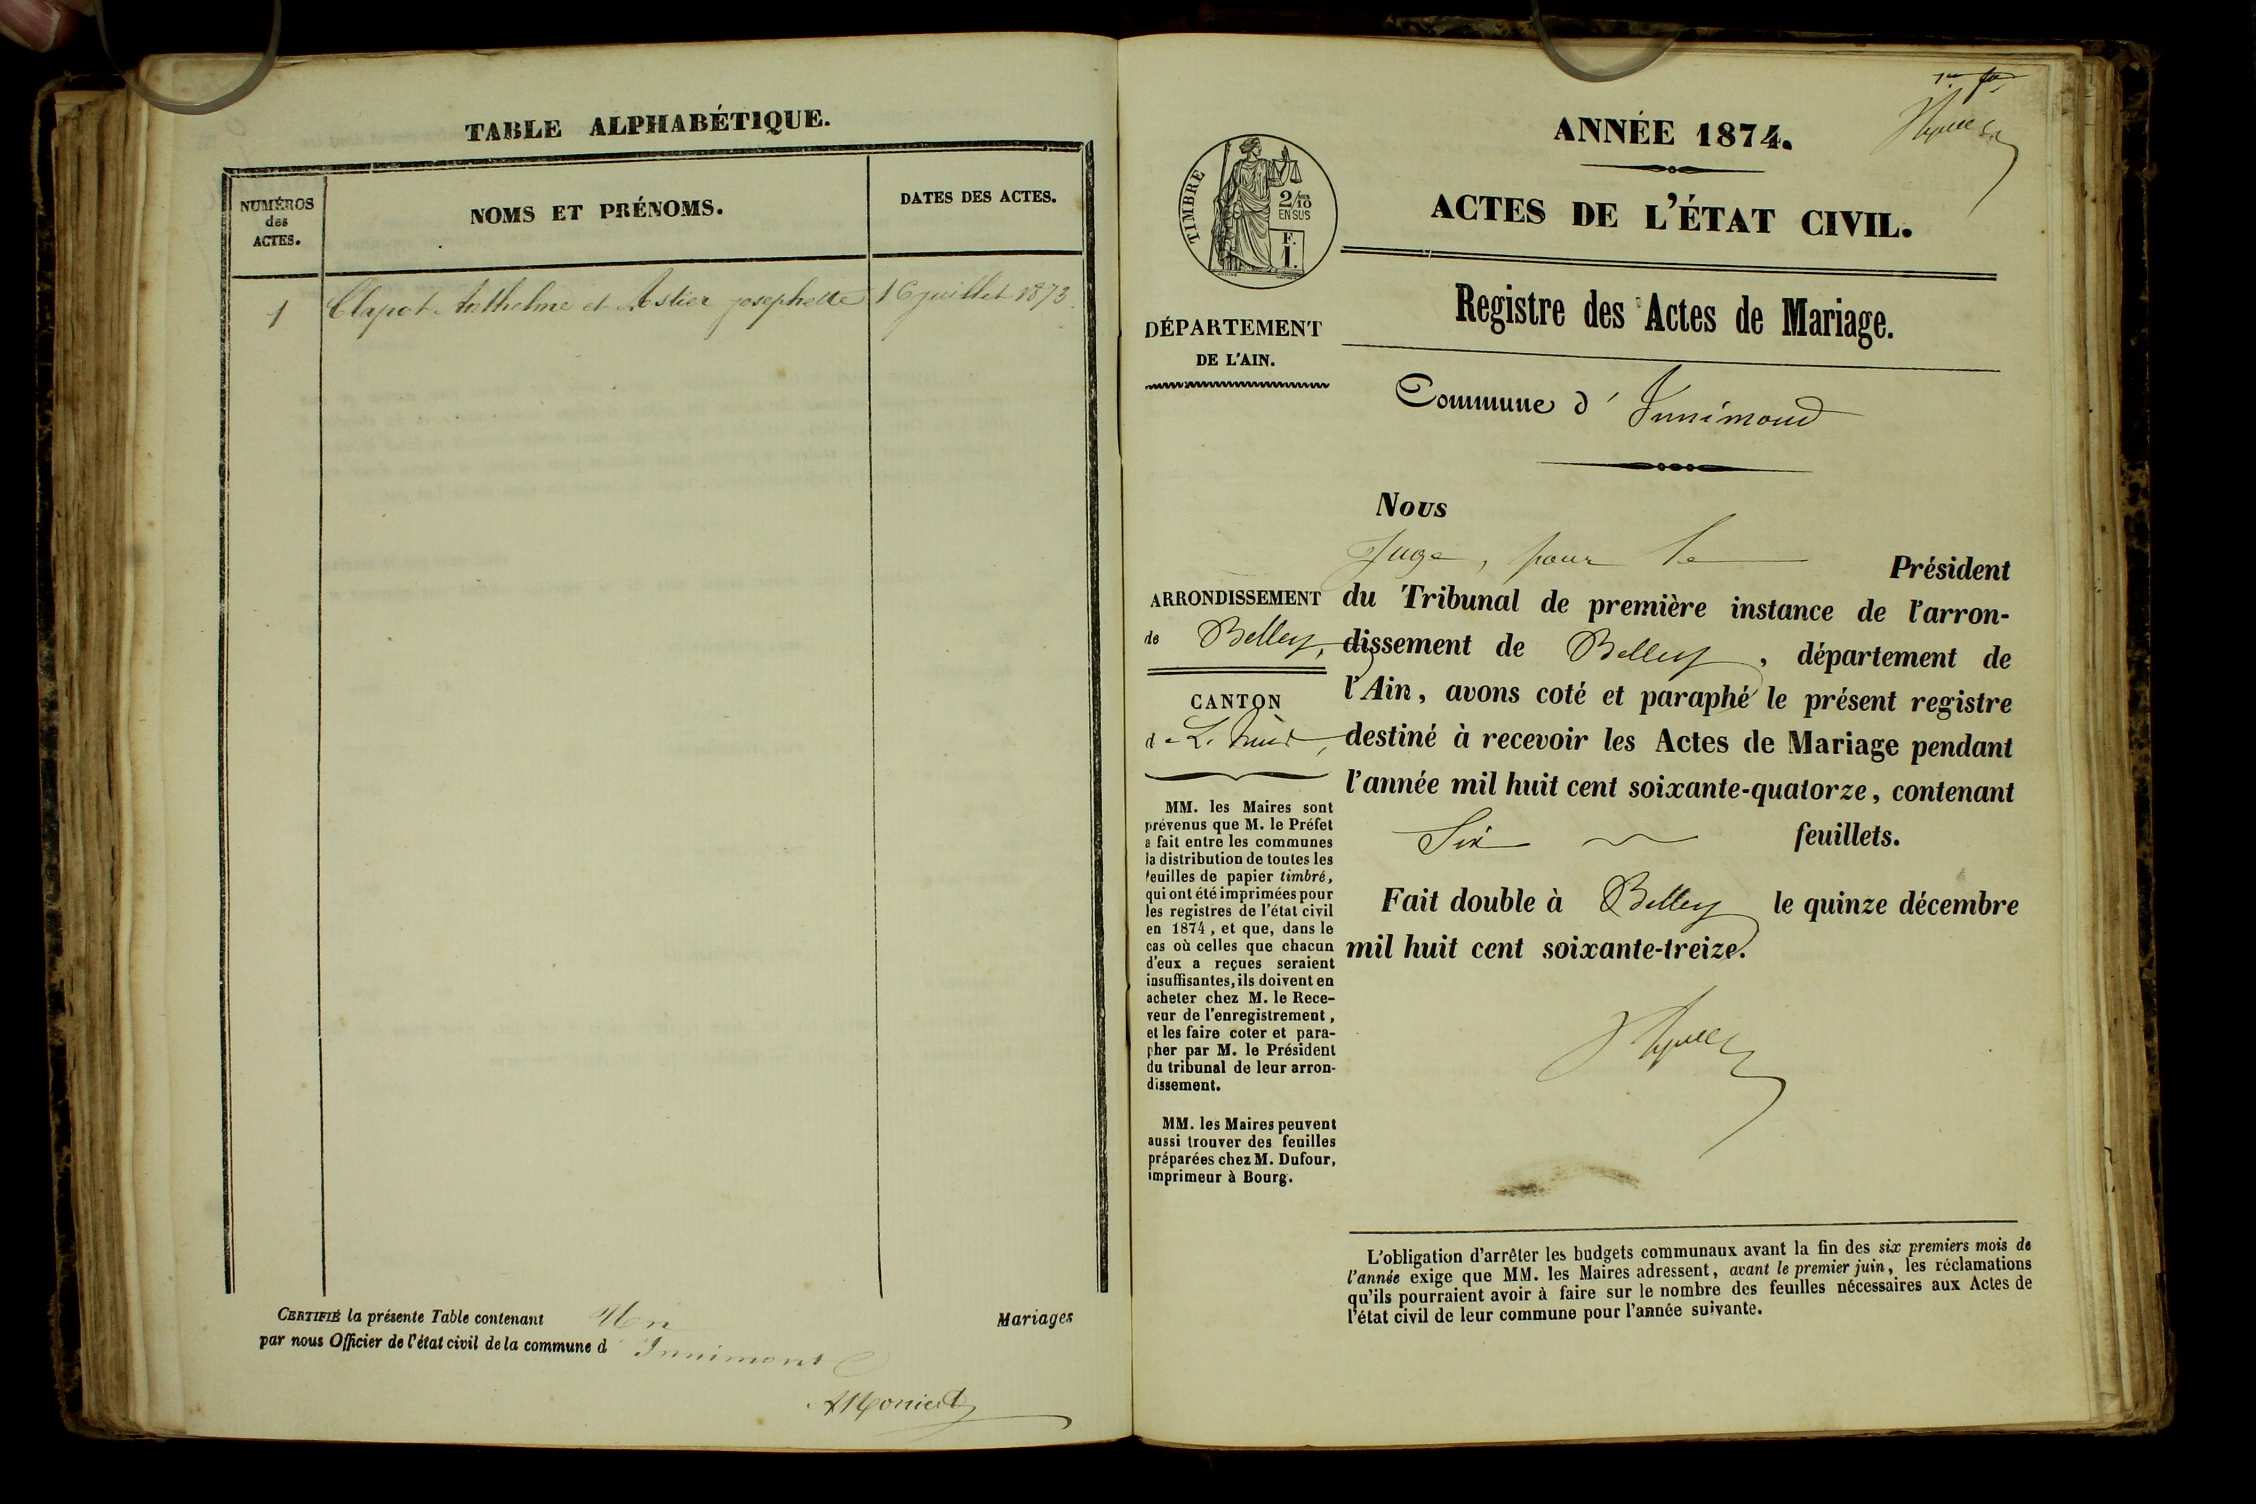 TABLE ALPHABÉTIQUE.
NUMÉROS
des
ACTES.
NOMS ET PRÉNOMS.
DATES DES ACTES.
1 Clapot Anthelme et Astier josephette 16 juillet 1873.
CERTIFIÉ la présente Table contenant Un Mariages
par nous Officier de l'état civil de la commune d Innimont
ANNÉE 1874.
ACTES DE L'ÉTAT CIVIL.
TIMBRE
2/10
EN SUS
F.
1.
Registre des Actes de Mariage.
DÉPARTEMENT
DE L'AIN.
Commune d' Innimond
ARRONDISSEMENT
de Belley,
CANTON
de
MM. les Maires sont
prévenus que M. le Préfet
a fait entre les communes
la distribution de toutes les
feuilles de papier timbré,
qui ont été imprimées pour
les registres de l'état civil
en 1874, et que, dans le
cas où celles que chacun
d'eux a reçues seraient
insuffisantes, ils doivent en
acheter chez M. le Rece-
veur de l'enregistrement,
et les faire coter et para-
pher par M. le Président
du tribunal de leur arron-
dissement.
MM. les Maires peuvent
aussi trouver des feuilles
préparées chez M. Dufour,
imprimeur à Bourg.
Nous
Juge, pour le Président
du Tribunal de première instance de l'arron-
dissement de Belley, département de
l'Ain, avons coté et paraphé le présent registre
destiné à recevoir les Actes de Mariage pendant
l'année mil huit cent soixante-quatorze, contenant
Six feuillets.
Fait double à Belley le quinze décembre
mil huit cent soixante-treize.
L'obligation d'arrêter les budgets communaux avant la fin des six premiers mois de
l'année exige que MM. les Maires adressent, avant le premier juin, les réclamations
qu'ils pourraient avoir à faire sur le nombre des feuilles nécessaires aux Actes de
l'état civil de leur commune pour l'année suivante.